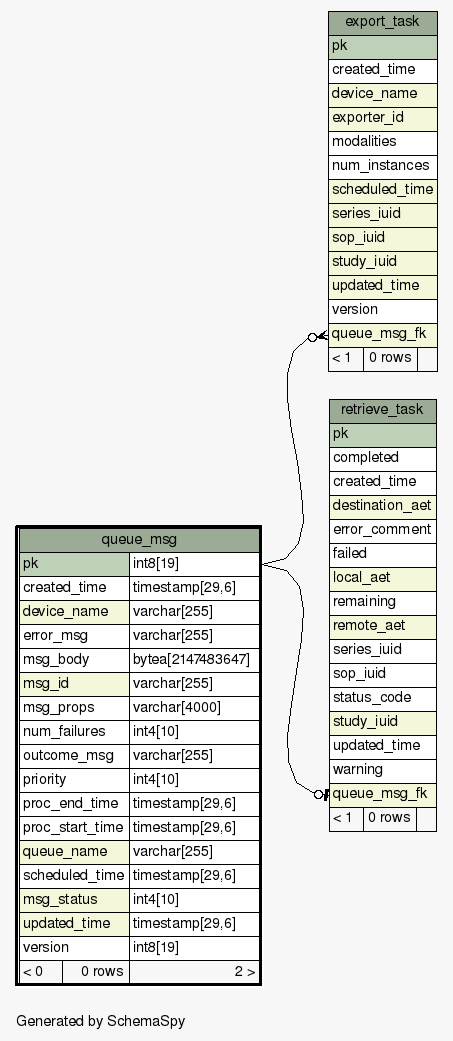 export_task
pk
created_time
device_name
exporter_id
modalities
num_instances
scheduled_time
series_iuid
sop_iuid
study_iuid
updated_time
version
queue_msg_fk
< 1 0 rows
retrieve_task
pk
completed
created_time
destination_aet
error_comment
failed
local_aet
remaining
remote_aet
series_iuid
sop_iuid
status_code
study_iuid
updated_time
warning
queue_msg_fk
< 1 0 rows
queue_msg
pk int8[19]
created_time timestamp[29,6]
device_name varchar[255]
error_msg varchar[255]
msg_body bytea[2147483647]
msg_id varchar[255]
msg_props varchar[4000]
num_failures int4[10]
outcome_msg varchar[255]
priority int4[10]
proc_end_time timestamp[29,6]
proc_start_time timestamp[29,6]
queue_name varchar[255]
scheduled_time timestamp[29,6]
msg_status int4[10]
updated_time timestamp[29,6]
version int8[19]
< 0 0 rows 2 >
Generated by SchemaSpy